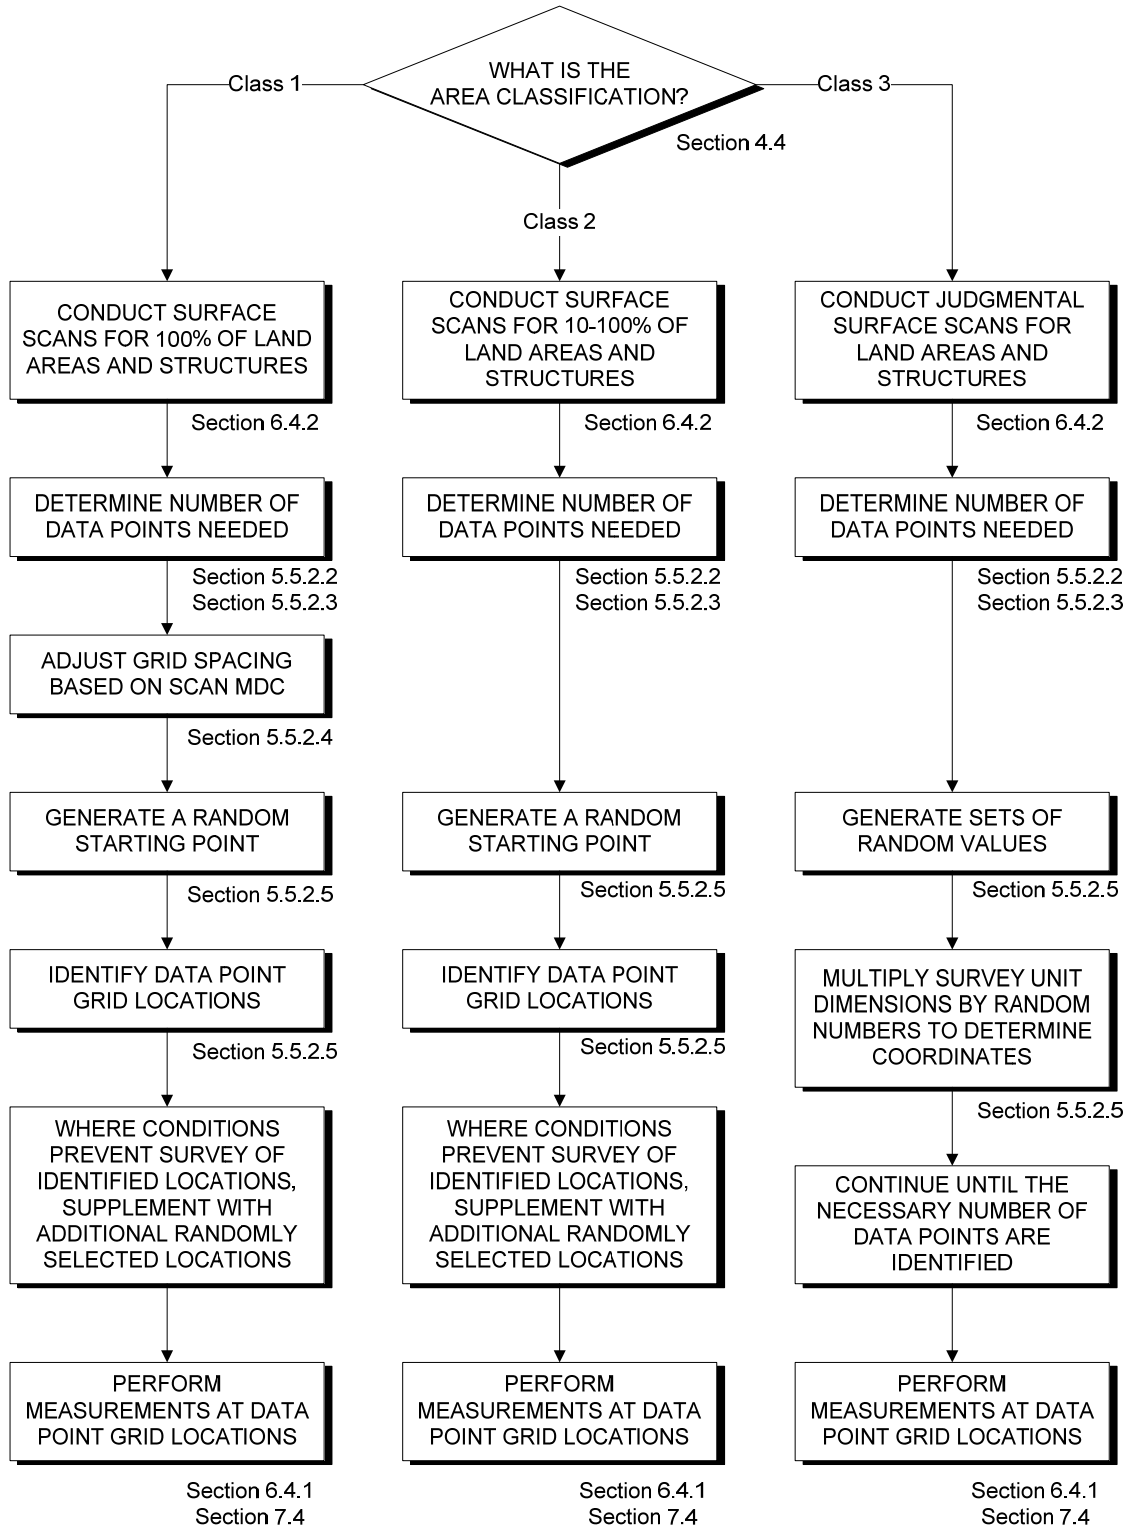 WHAT IS THE
AREA CLASSIFICATION?
Class 1
Class 3
Section 4.4
Class 2
CONDUCT SURFACE
SCANS FOR 100% OF LAND
AREAS AND STRUCTURES
Section 6.4.2
DETERMINE NUMBER OF
DATA POINTS NEEDED
Section 5.5.2.2
Section 5.5.2.3
ADJUST GRID SPACING
BASED ON SCAN MDC
Section 5.5.2.4
GENERATE A RANDOM
STARTING POINT
Section 5.5.2.5
IDENTIFY DATA POINT
GRID LOCATIONS
Section 5.5.2.5
WHERE CONDITIONS
PREVENT SURVEY OF
IDENTIFIED LOCATIONS,
SUPPLEMENT WITH
ADDITIONAL RANDOMLY
SELECTED LOCATIONS
PERFORM
MEASUREMENTS AT DATA
POINT GRID LOCATIONS
Section 6.4.1
Section 7.4
CONDUCT SURFACE
SCANS FOR 10-100% OF
LAND AREAS AND
STRUCTURES
Section 6.4.2
DETERMINE NUMBER OF
DATA POINTS NEEDED
Section 5.5.2.2
Section 5.5.2.3
GENERATE A RANDOM
STARTING POINT
Section 5.5.2.5
IDENTIFY DATA POINT
GRID LOCATIONS
Section 5.5.2.5
WHERE CONDITIONS
PREVENT SURVEY OF
IDENTIFIED LOCATIONS,
SUPPLEMENT WITH
ADDITIONAL RANDOMLY
SELECTED LOCATIONS
PERFORM
MEASUREMENTS AT DATA
POINT GRID LOCATIONS
Section 6.4.1
Section 7.4
CONDUCT JUDGMENTAL
SURFACE SCANS FOR
LAND AREAS AND
STRUCTURES
Section 6.4.2
DETERMINE NUMBER OF
DATA POINTS NEEDED
Section 5.5.2.2
Section 5.5.2.3
GENERATE SETS OF
RANDOM VALUES
Section 5.5.2.5
MULTIPLY SURVEY UNIT
DIMENSIONS BY RANDOM
NUMBERS TO DETERMINE
COORDINATES
Section 5.5.2.5
CONTINUE UNTIL THE
NECESSARY NUMBER OF
DATA POINTS ARE
IDENTIFIED
PERFORM
MEASUREMENTS AT DATA
POINT GRID LOCATIONS
Section 6.4.1
Section 7.4